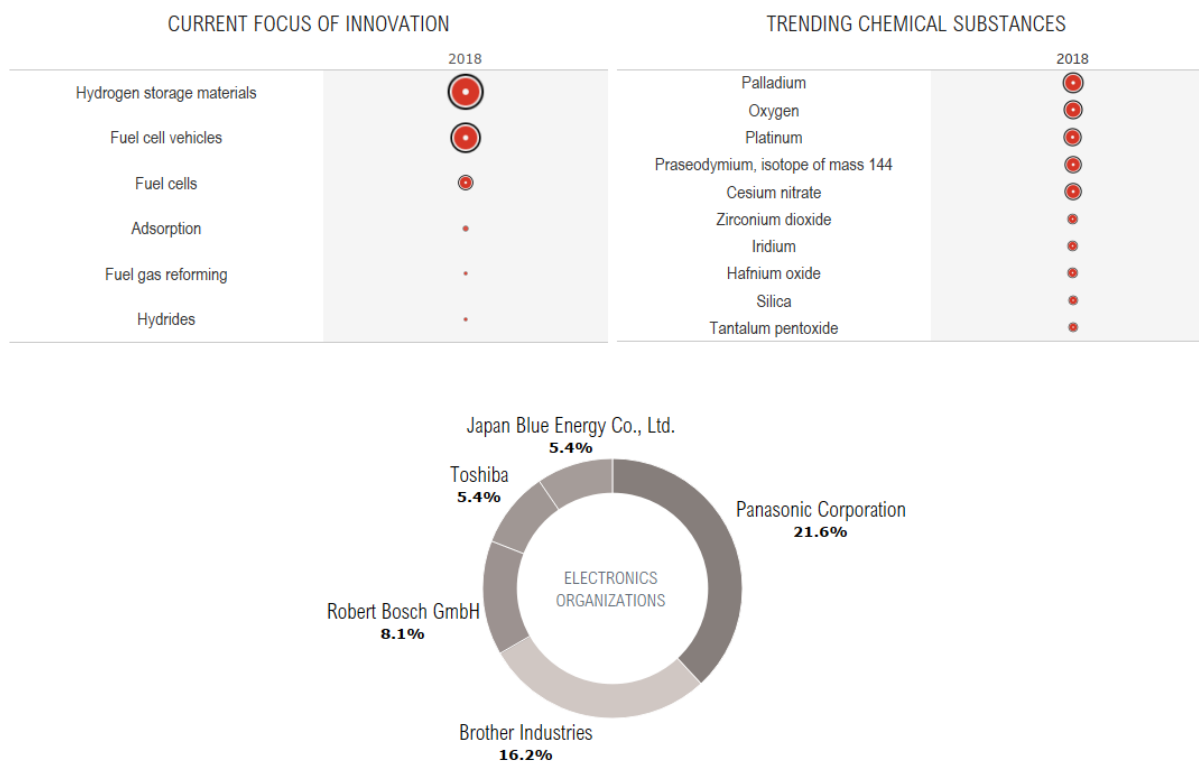 CURRENT FOCUS OF INNOVATION
2018
Hydrogen storage materials
Fuel cell vehicles
Fuel cells
Adsorption
Fuel gas reforming
Hydrides
TRENDING CHEMICAL SUBSTANCES
2018
Palladium
Oxygen
Platinum
Praseodymium, isotope of mass 144
Cesium nitrate
Zirconium dioxide
Iridium
Hafnium oxide
Silica
Tantalum pentoxide
Japan Blue Energy Co., Ltd.
5.4%
Toshiba
5.4%
Panasonic Corporation
21.6%
ELECTRONICS
ORGANIZATIONS
Robert Bosch GmbH
8.1%
Brother Industries
16.2%